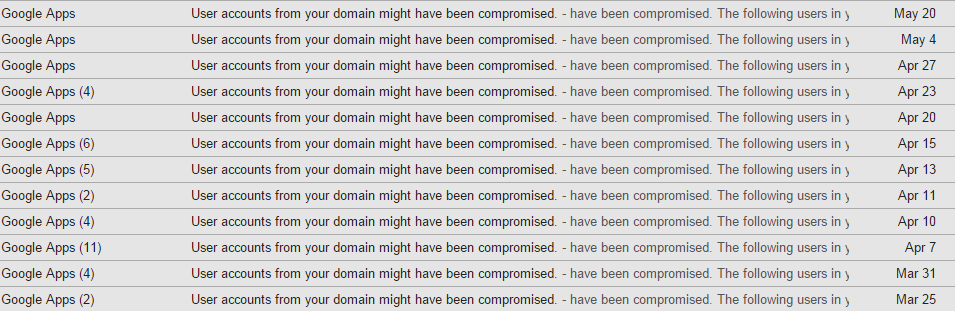 Google Apps User accounts from your domain might have been compromised. - have been compromised. The following users in y May 20
Google Apps User accounts from your domain might have been compromised. - have been compromised. The following users in y May 4
Google Apps User accounts from your domain might have been compromised. - have been compromised. The following users in y Apr 27
Google Apps (4) User accounts from your domain might have been compromised. - have been compromised. The following users in y Apr 23
Google Apps User accounts from your domain might have been compromised. - have been compromised. The following users in y Apr 20
Google Apps (6) User accounts from your domain might have been compromised. - have been compromised. The following users in y Apr 15
Google Apps (5) User accounts from your domain might have been compromised. - have been compromised. The following users in y Apr 13
Google Apps (2) User accounts from your domain might have been compromised. - have been compromised. The following users in y Apr 11
Google Apps (4) User accounts from your domain might have been compromised. - have been compromised. The following users in y Apr 10
Google Apps (11) User accounts from your domain might have been compromised. - have been compromised. The following users in y Apr 7
Google Apps (4) User accounts from your domain might have been compromised. - have been compromised. The following users in y Mar 31
Google Apps (2) User accounts from your domain might have been compromised. - have been compromised. The following users in y Mar 25